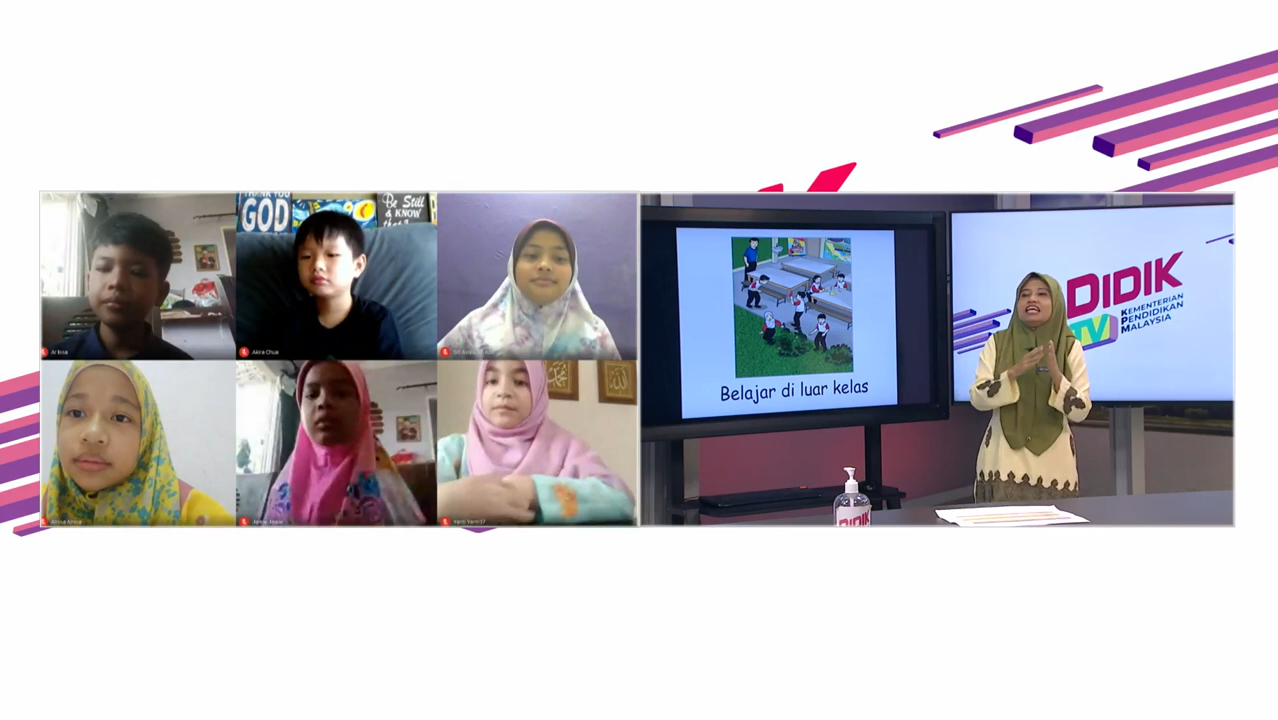 THANK YOU
GOD
Be Still
& KNOW
Akira Chua
Belajar di luar kelas
DIDIK
TV
KEMENTERIAN
PENDIDIKAN
MALAYSIA
DIDIK